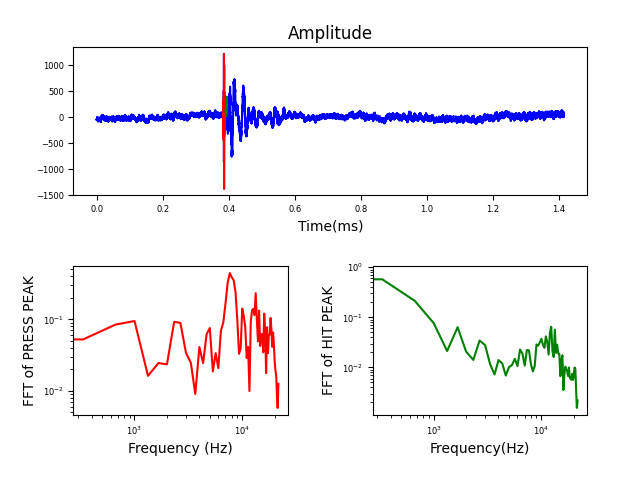 Amplitude
1000
500
0
−500
−1000
−1500
0.0 0.2 0.4 0.6 0.8 1.0 1.2 1.4
Time(ms)
FFT of PRESS PEAK
10⁻¹
10⁻²
10³ 10⁴
Frequency (Hz)
FFT of HIT PEAK
10⁰
10⁻¹
10⁻²
10³ 10⁴
Frequency(Hz)